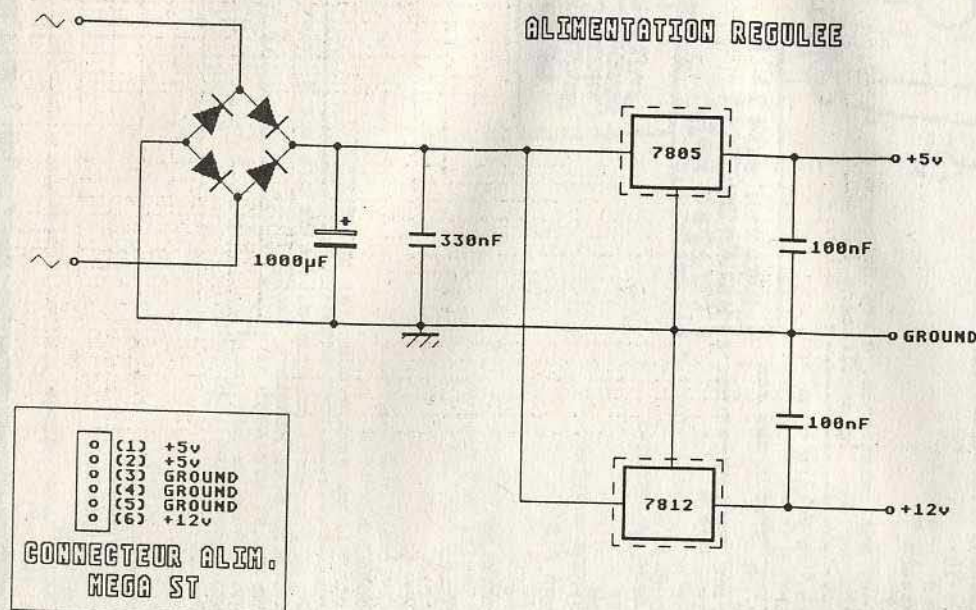 ALIMENTATION REGULEE
7805
+5v
+
1000µF
330nF
100nF
GROUND
100nF
7812
+12v
(1) +5v
(2) +5v
(3) GROUND
(4) GROUND
(5) GROUND
(6) +12v
CONNECTEUR ALIM.
MEGA ST